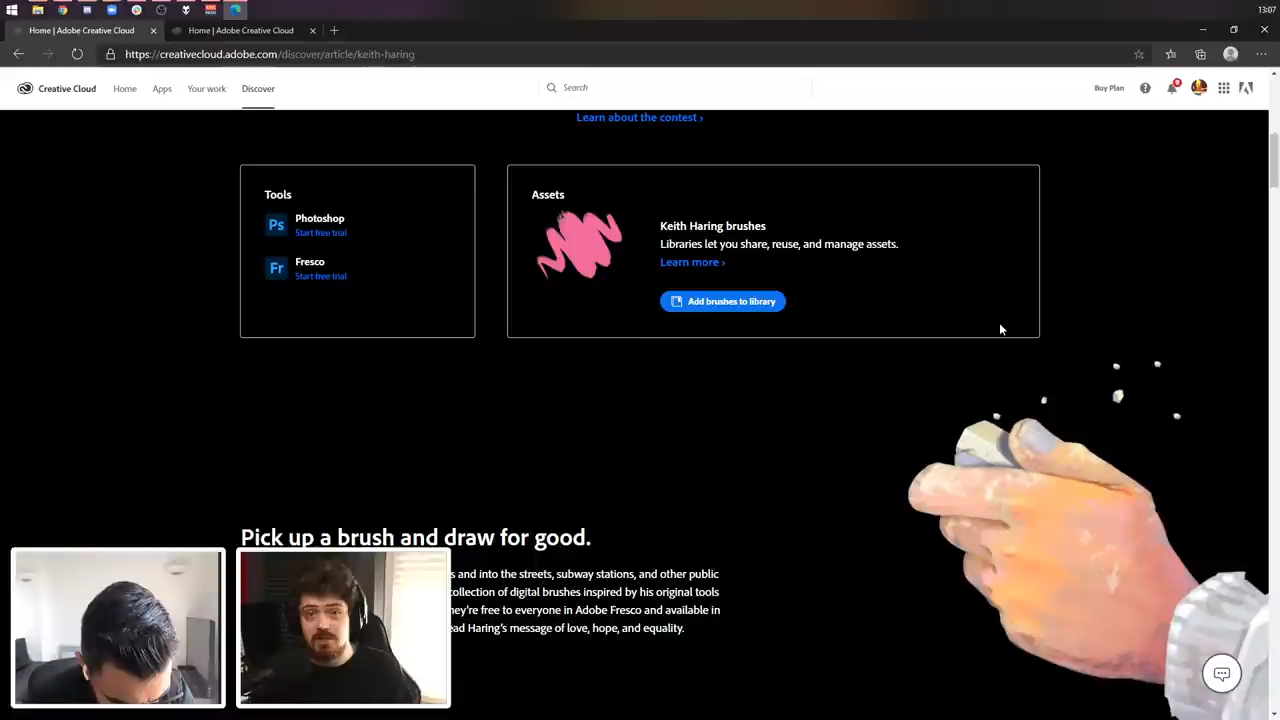 13:07
Home | Adobe Creative Cloud
Home | Adobe Creative Cloud
https://creativecloud.adobe.com/discover/article/keith-haring
Creative Cloud Home Apps Your work Discover Search Buy Plan
Learn about the contest ›
Tools
Ps Photoshop
Start free trial
Fr Fresco
Start free trial
Assets
Keith Haring brushes
Libraries let you share, reuse, and manage assets.
Learn more ›
Add brushes to library
Pick up a brush and draw for good.
s and into the streets, subway stations, and other public
collection of digital brushes inspired by his original tools
hey're free to everyone in Adobe Fresco and available in
ead Haring's message of love, hope, and equality.